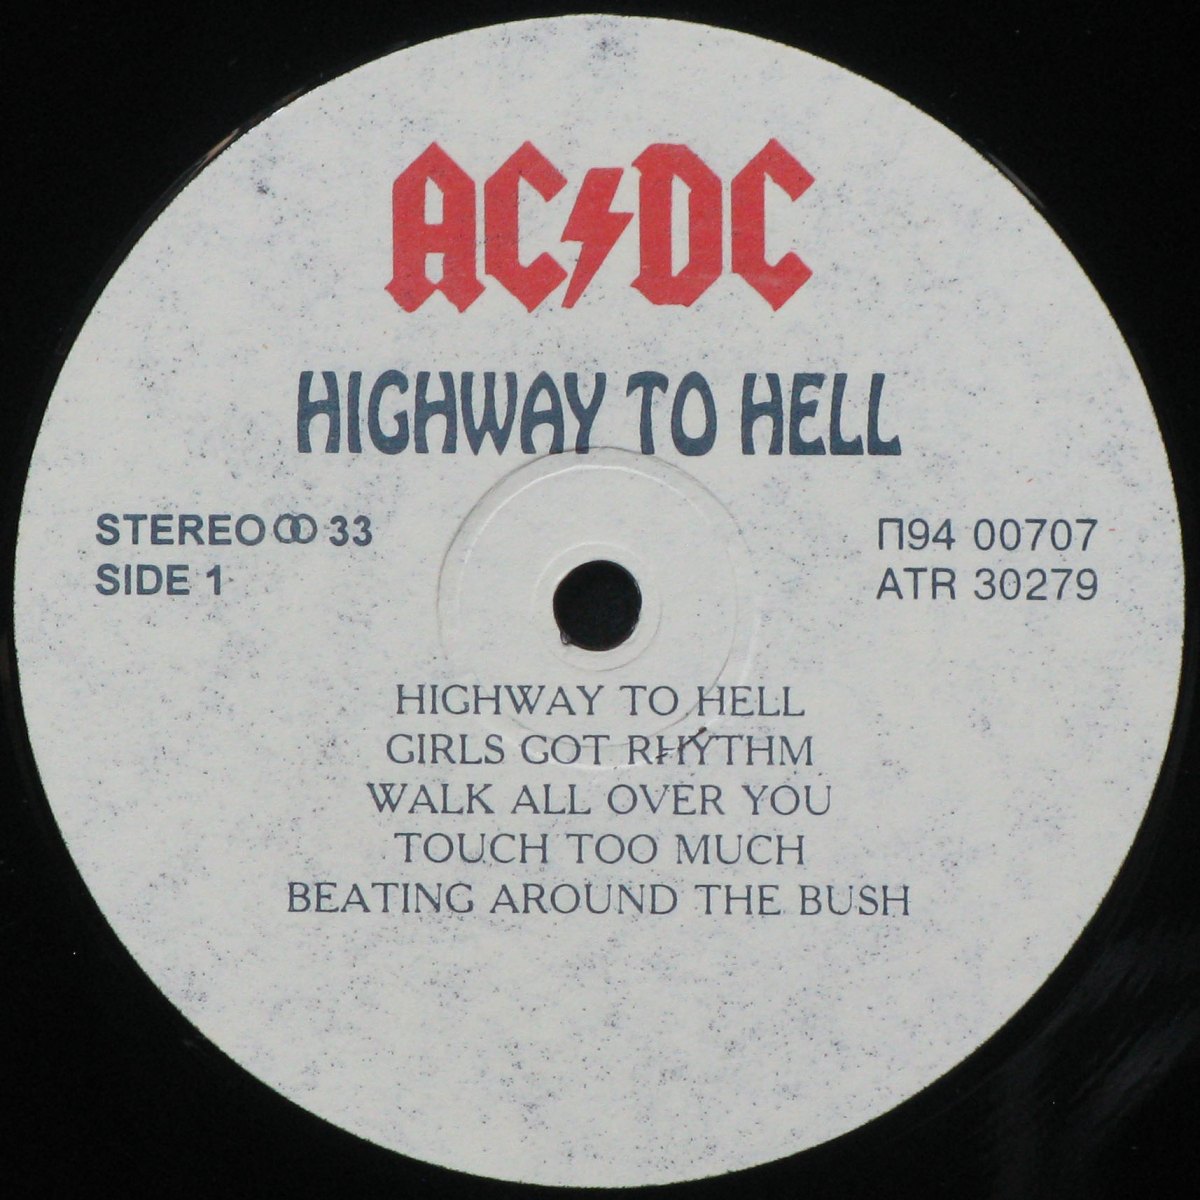 AC⚡DC
HIGHWAY TO HELL
STEREO ꝏ 33
SIDE 1
П94 00707
ATR 30279
HIGHWAY TO HELL
GIRLS GOT RHYTHM
WALK ALL OVER YOU
TOUCH TOO MUCH
BEATING AROUND THE BUSH